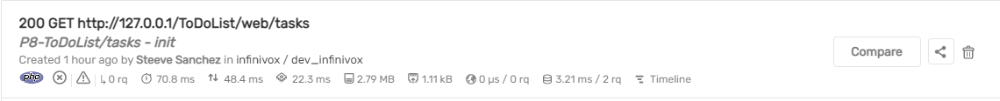 200 GET http://127.0.0.1/ToDoList/web/tasks
P8-ToDoList/tasks - init
Created 1 hour ago by Steeve Sanchez in infinivox / dev_infinivox
Compare
php 0 rq 70.8 ms 48.4 ms 22.3 ms 2.79 MB 1.11 kB 0 µs / 0 rq 3.21 ms / 2 rq Timeline